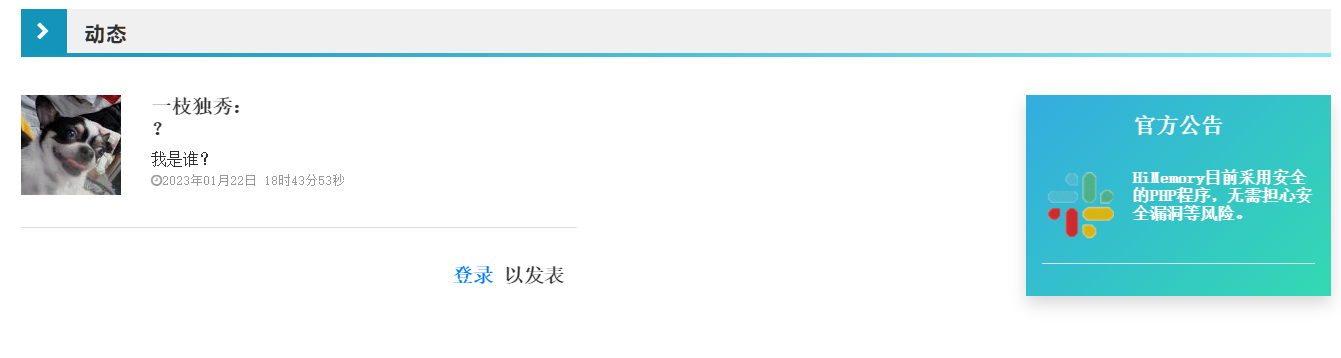 动态
一枝独秀：
？
我是谁？
2023年01月22日 18时43分53秒
登录 以发表
官方公告
HiMemory目前采用安全
的PHP程序，无需担心安
全漏洞等风险。